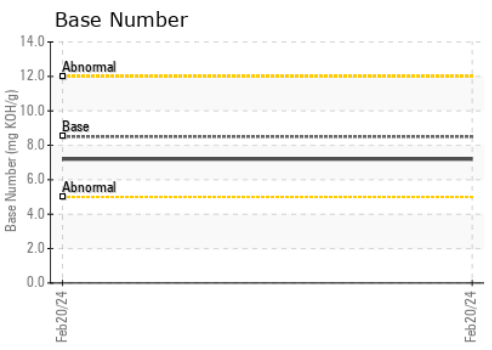 Base Number
Base Number (mg KOH/g)
14.0
12.0
10.0
8.0
6.0
4.0
2.0
0.0
Abnormal
Base
Abnormal
Feb20/24
Feb20/24